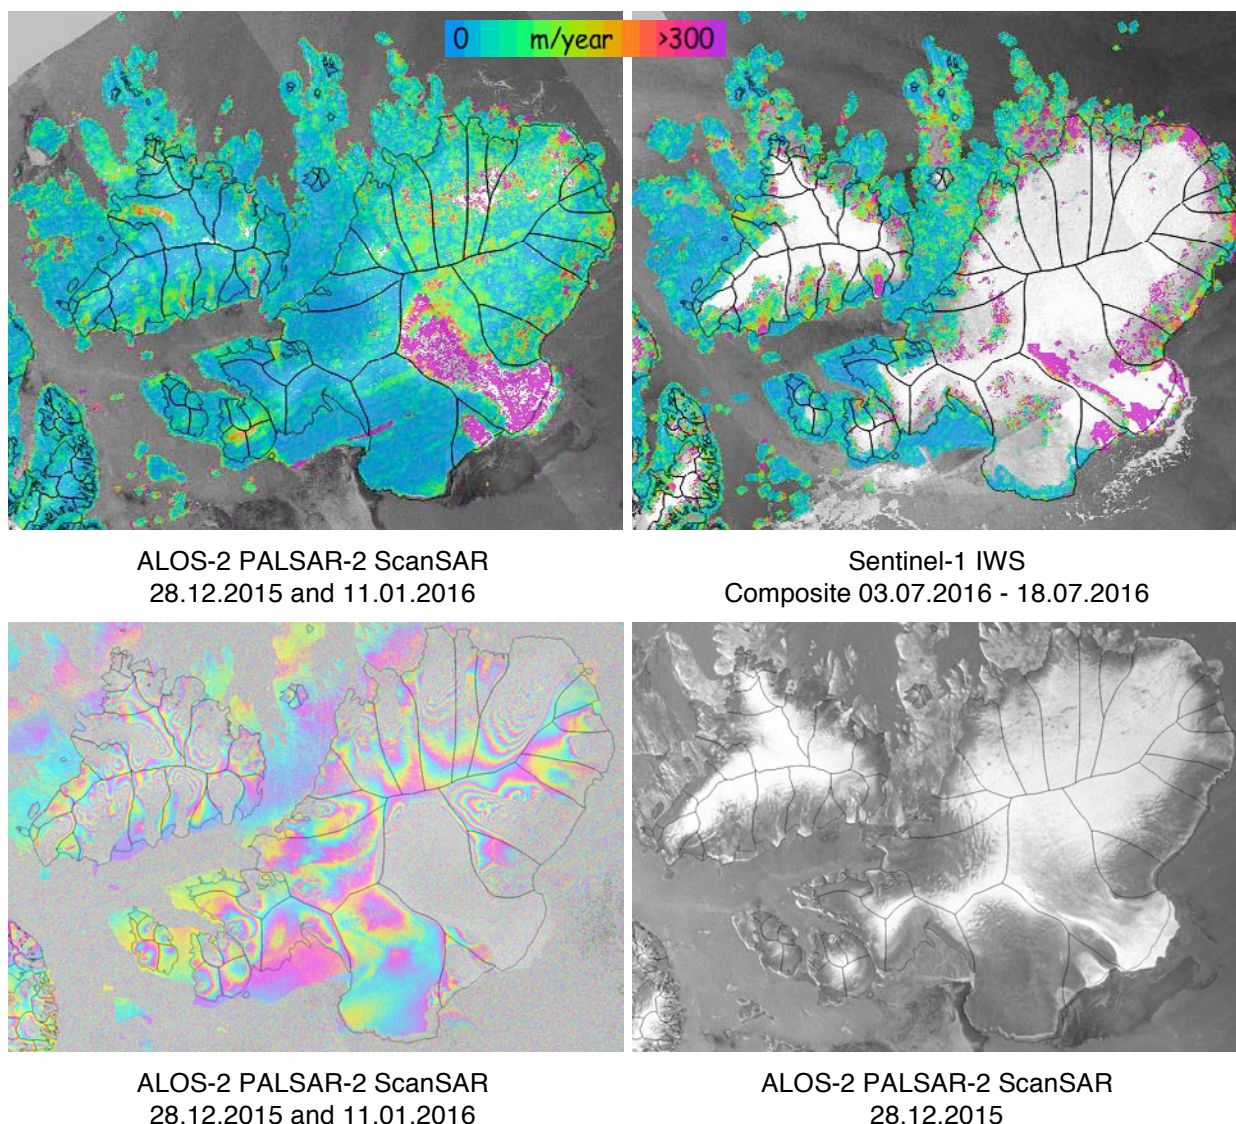 0 m/year >300
ALOS-2 PALSAR-2 ScanSAR
28.12.2015 and 11.01.2016
Sentinel-1 IWS
Composite 03.07.2016 - 18.07.2016
ALOS-2 PALSAR-2 ScanSAR
28.12.2015 and 11.01.2016
ALOS-2 PALSAR-2 ScanSAR
28.12.2015